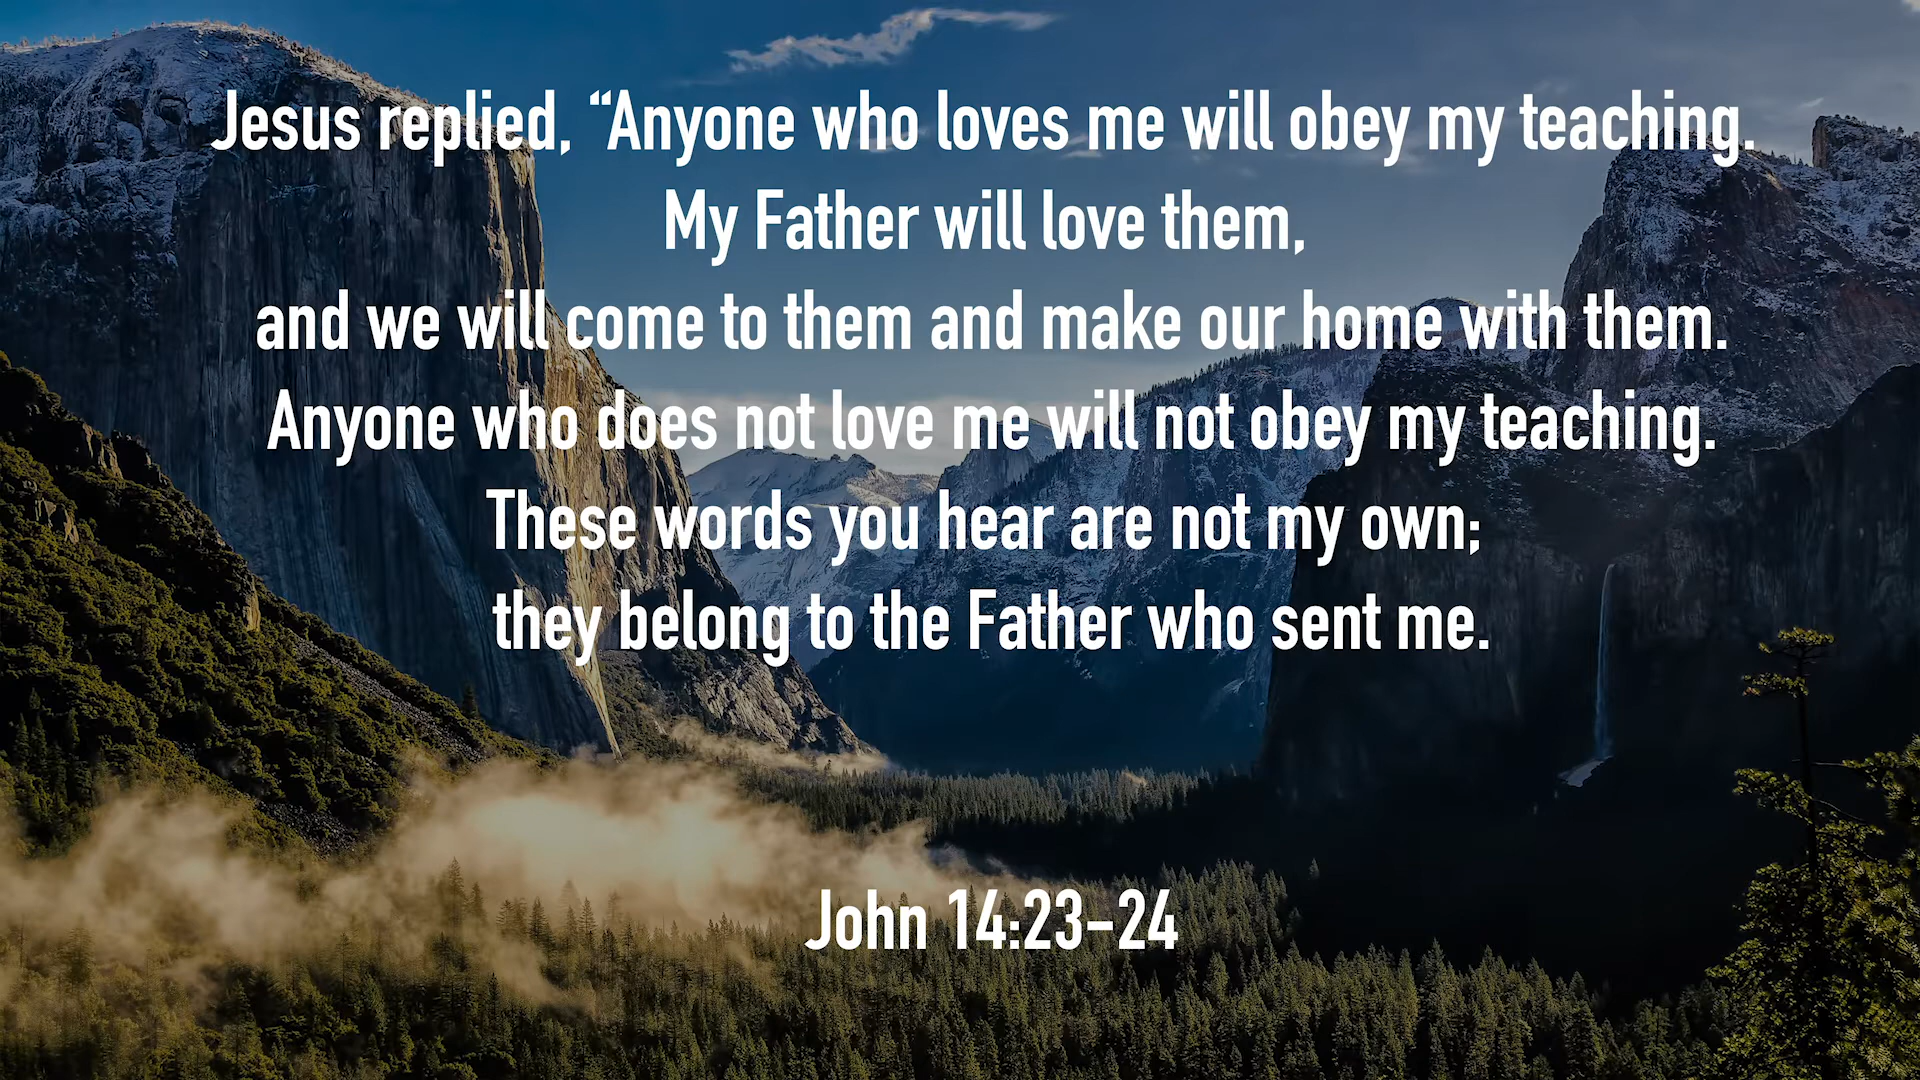 Jesus replied, “Anyone who loves me will obey my teaching.
My Father will love them,
and we will come to them and make our home with them.
Anyone who does not love me will not obey my teaching.
These words you hear are not my own;
they belong to the Father who sent me.
John 14:23-24